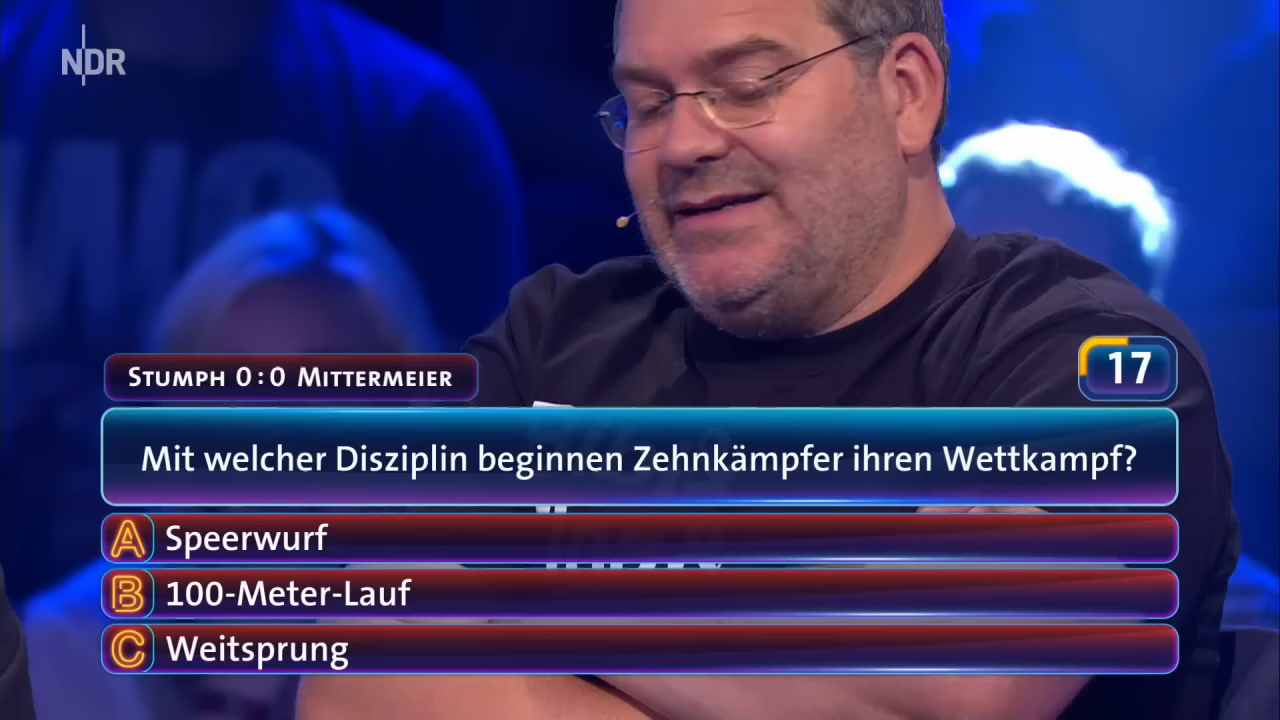 NDR
STUMPH 0:0 MITTERMEIER
17
Mit welcher Disziplin beginnen Zehnkämpfer ihren Wettkampf?
A Speerwurf
B 100-Meter-Lauf
C Weitsprung